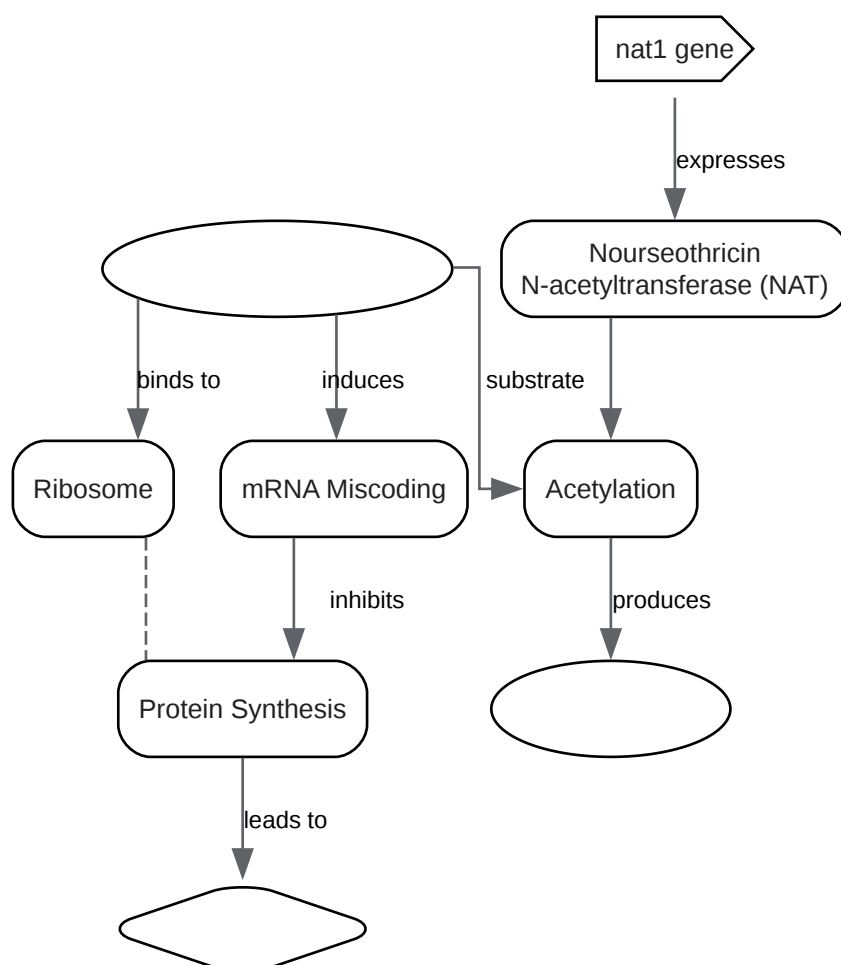 nat1 gene
expresses
Nourseothricin
N-acetyltransferase (NAT)
binds to
induces
substrate
Ribosome
mRNA Miscoding
Acetylation
inhibits
produces
Protein Synthesis
leads to